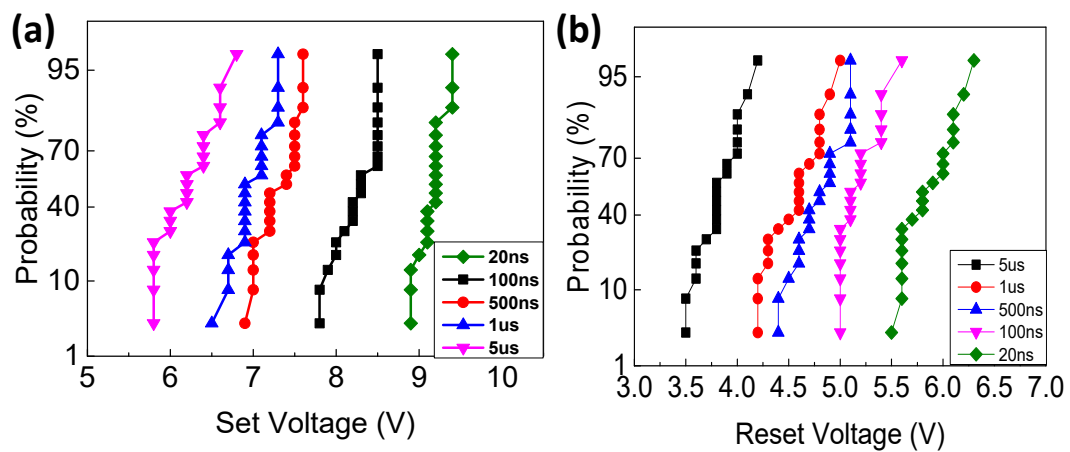 (a)
Probability (%)
95
70
40
10
1
20ns
100ns
500ns
1us
5us
5 6 7 8 9 10
Set Voltage (V)
(b)
Probability (%)
95
70
40
10
1
5us
1us
500ns
100ns
20ns
3.0 3.5 4.0 4.5 5.0 5.5 6.0 6.5 7.0
Reset Voltage (V)